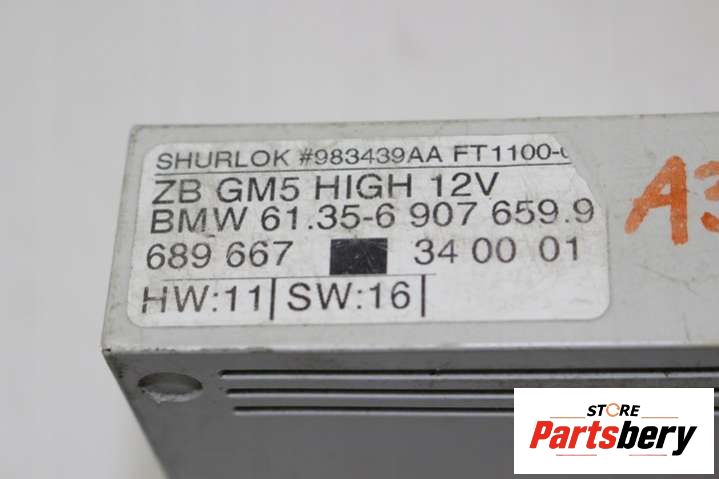 SHURLOK #983439AA FT1100-
ZB GM5 HIGH 12V
BMW 61.35-6 907 659.9
689 667 34 00 01
HW:11| SW:16|
A3
STORE
Partsbery